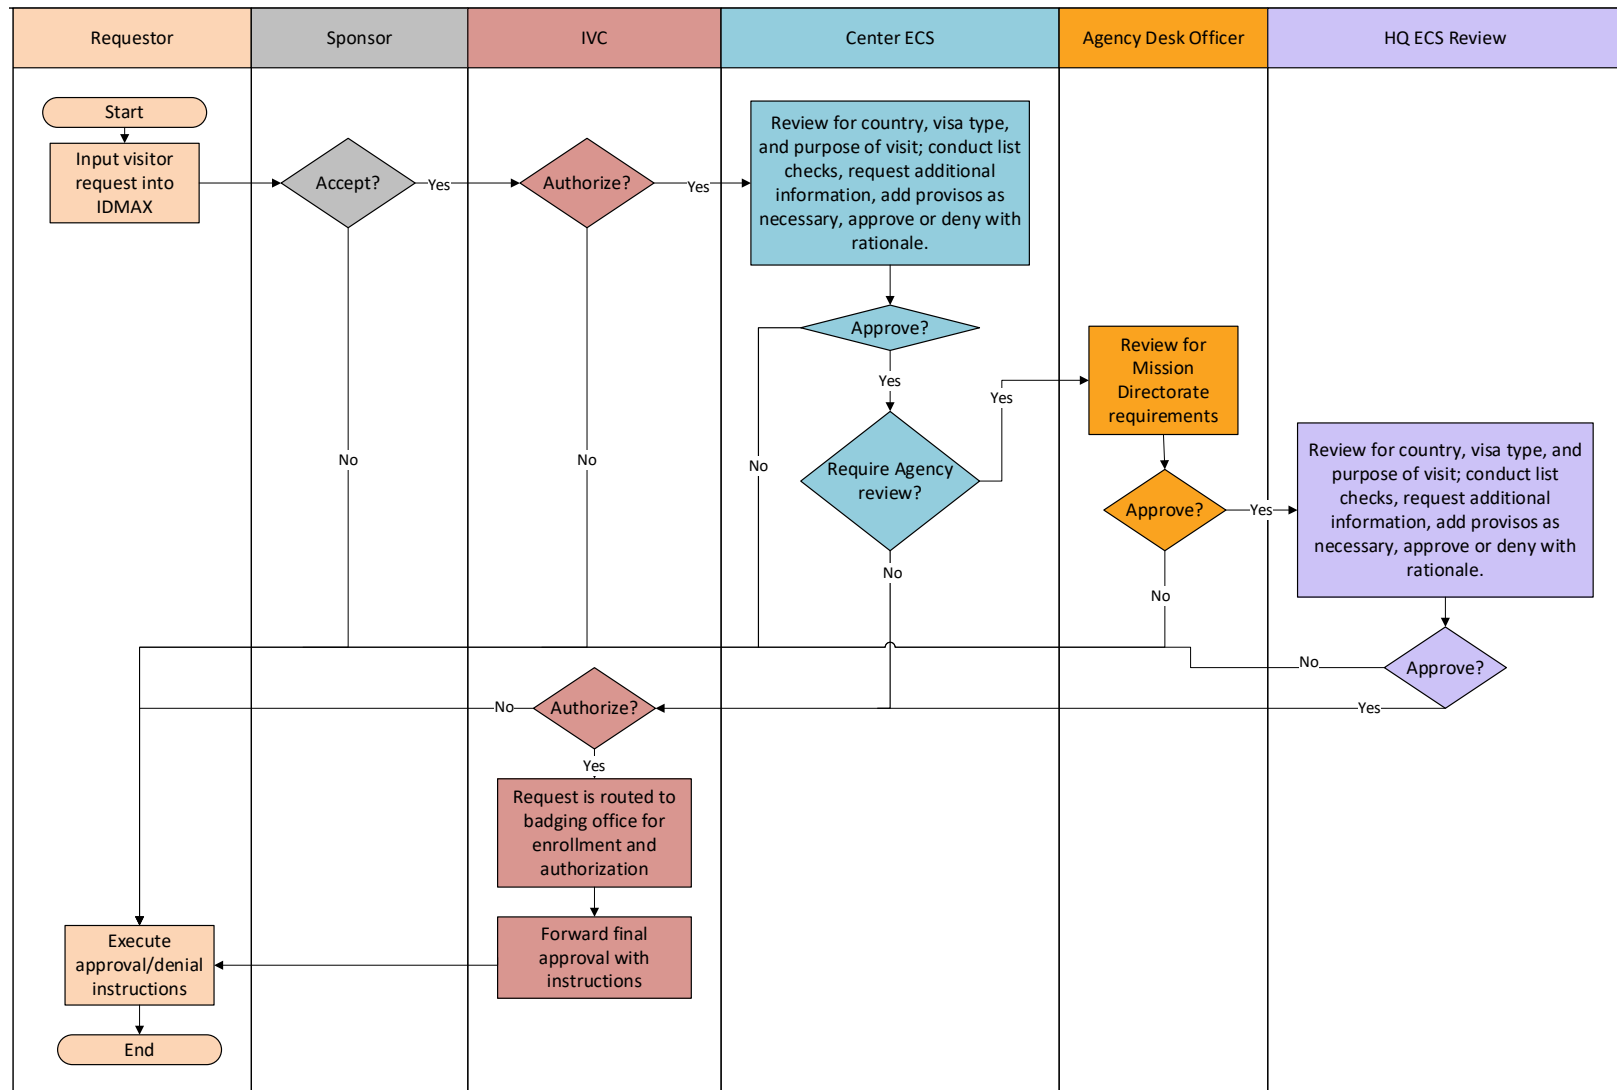 Requestor
Sponsor
IVC
Center ECS
Agency Desk Officer
HQ ECS Review
Start
Input visitor
request into
IDMAX
Accept?
Yes
Authorize?
Yes
Review for country, visa type,
and purpose of visit; conduct list
checks, request additional
information, add provisos as
necessary, approve or deny with
rationale.
Approve?
Yes
No
No
No
Require Agency
review?
Yes
No
Review for
Mission
Directorate
requirements
Approve?
Yes
No
Review for country, visa type, and
purpose of visit; conduct list
checks, request additional
information, add provisos as
necessary, approve or deny with
rationale.
Approve?
No
Yes
Authorize?
No
Yes
Request is routed to
badging office for
enrollment and
authorization
Forward final
approval with
instructions
Execute
approval/denial
instructions
End